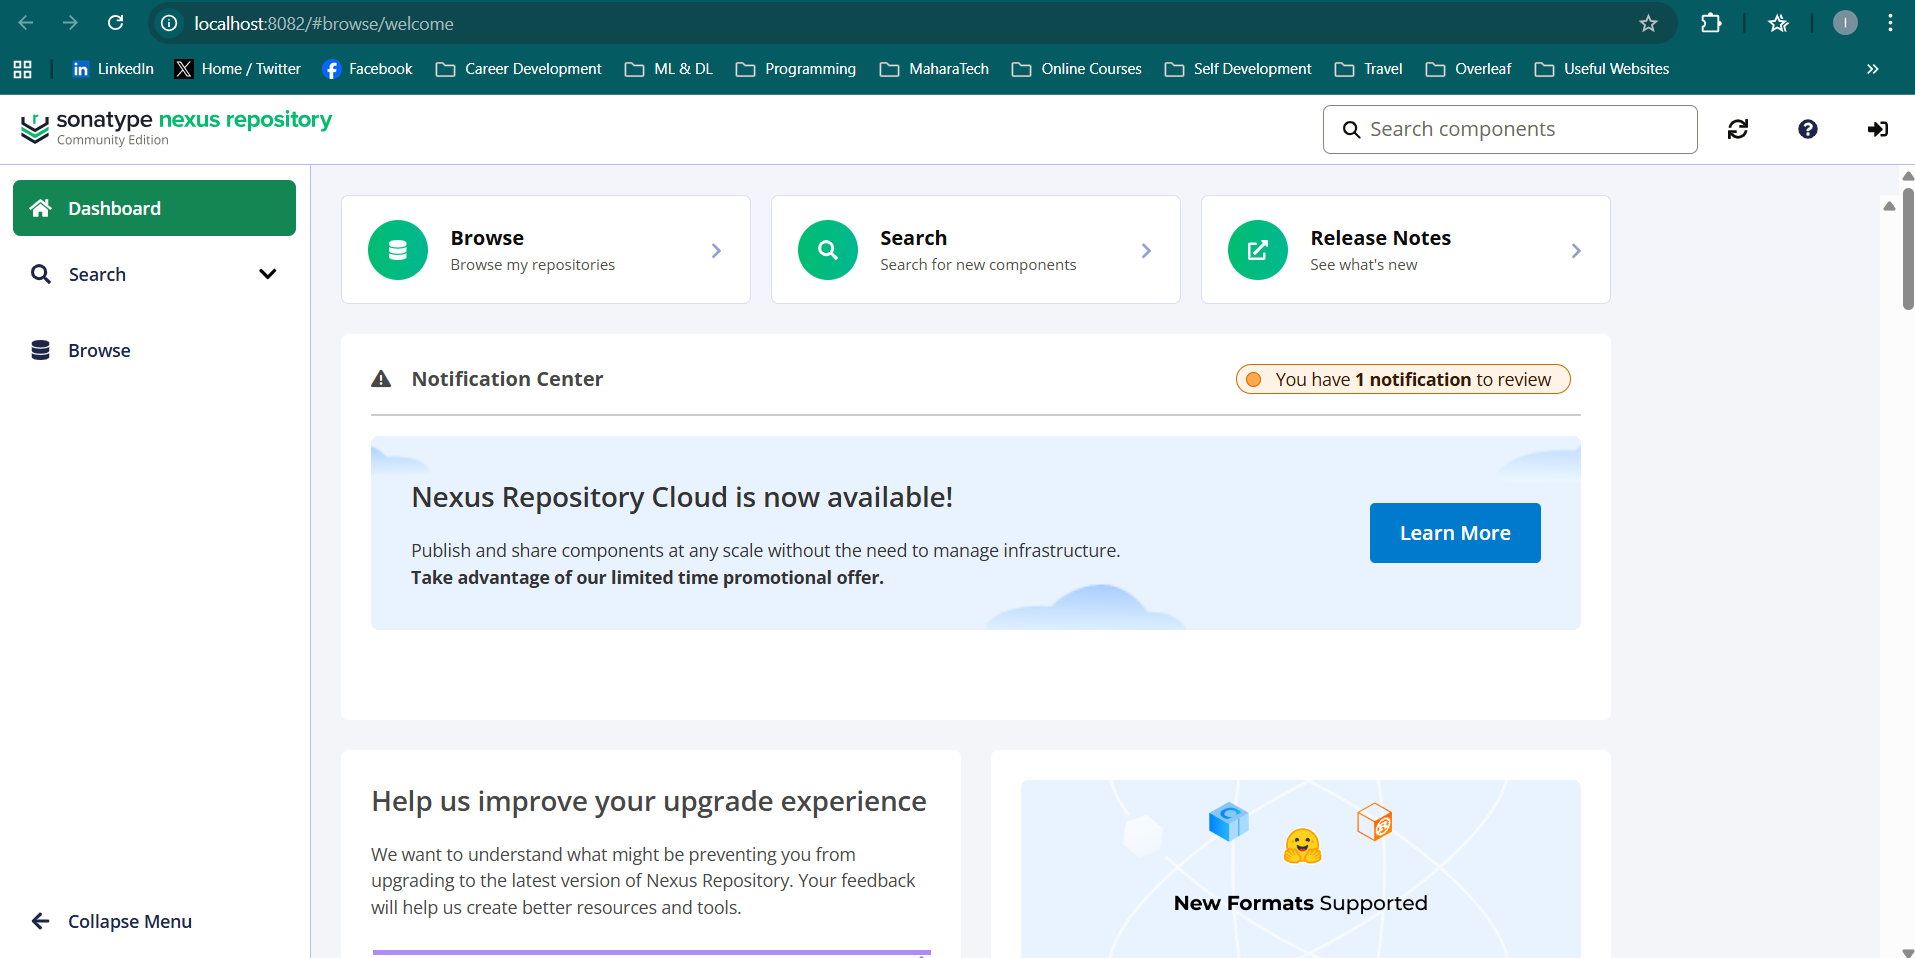 localhost:8082/#browse/welcome
LinkedIn Home / Twitter Facebook Career Development ML & DL Programming MaharaTech Online Courses Self Development Travel Overleaf Useful Websites
sonatype nexus repository
Community Edition
Search components
Dashboard
Search
Browse
Collapse Menu
Browse
Browse my repositories
Search
Search for new components
Release Notes
See what's new
Notification Center
You have 1 notification to review
Nexus Repository Cloud is now available!
Publish and share components at any scale without the need to manage infrastructure.
Take advantage of our limited time promotional offer.
Learn More
Help us improve your upgrade experience
We want to understand what might be preventing you from
upgrading to the latest version of Nexus Repository. Your feedback
will help us create better resources and tools.
New Formats Supported